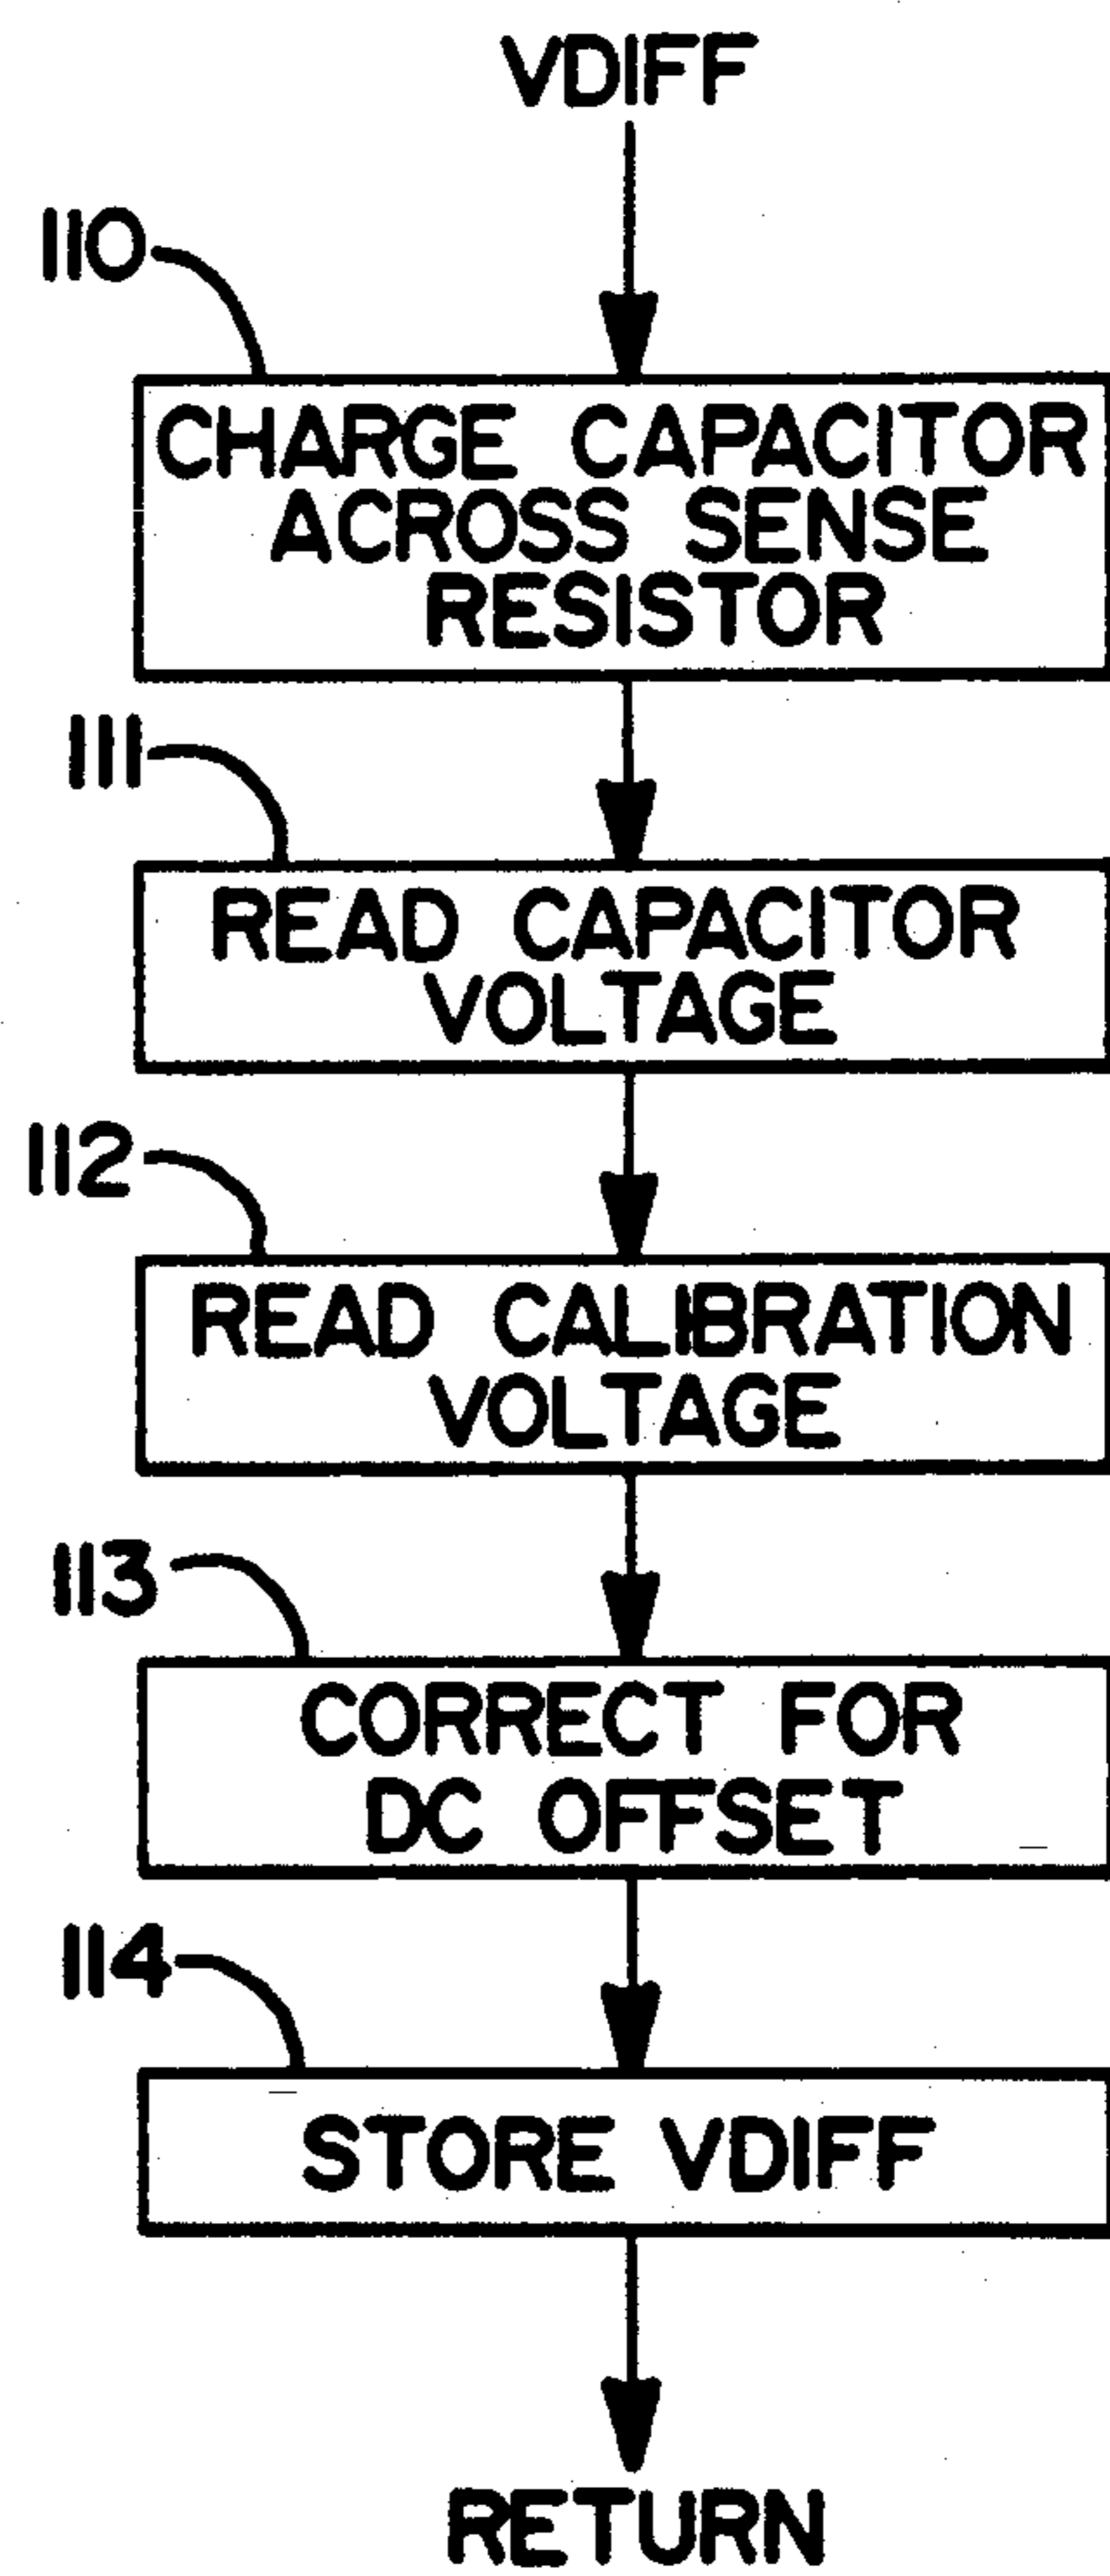 VDIFF
110
CHARGE CAPACITOR
ACROSS SENSE
RESISTOR
111
READ CAPACITOR
VOLTAGE
112
READ CALIBRATION
VOLTAGE
113
CORRECT FOR
DC OFFSET
114
STORE VDIFF
RETURN